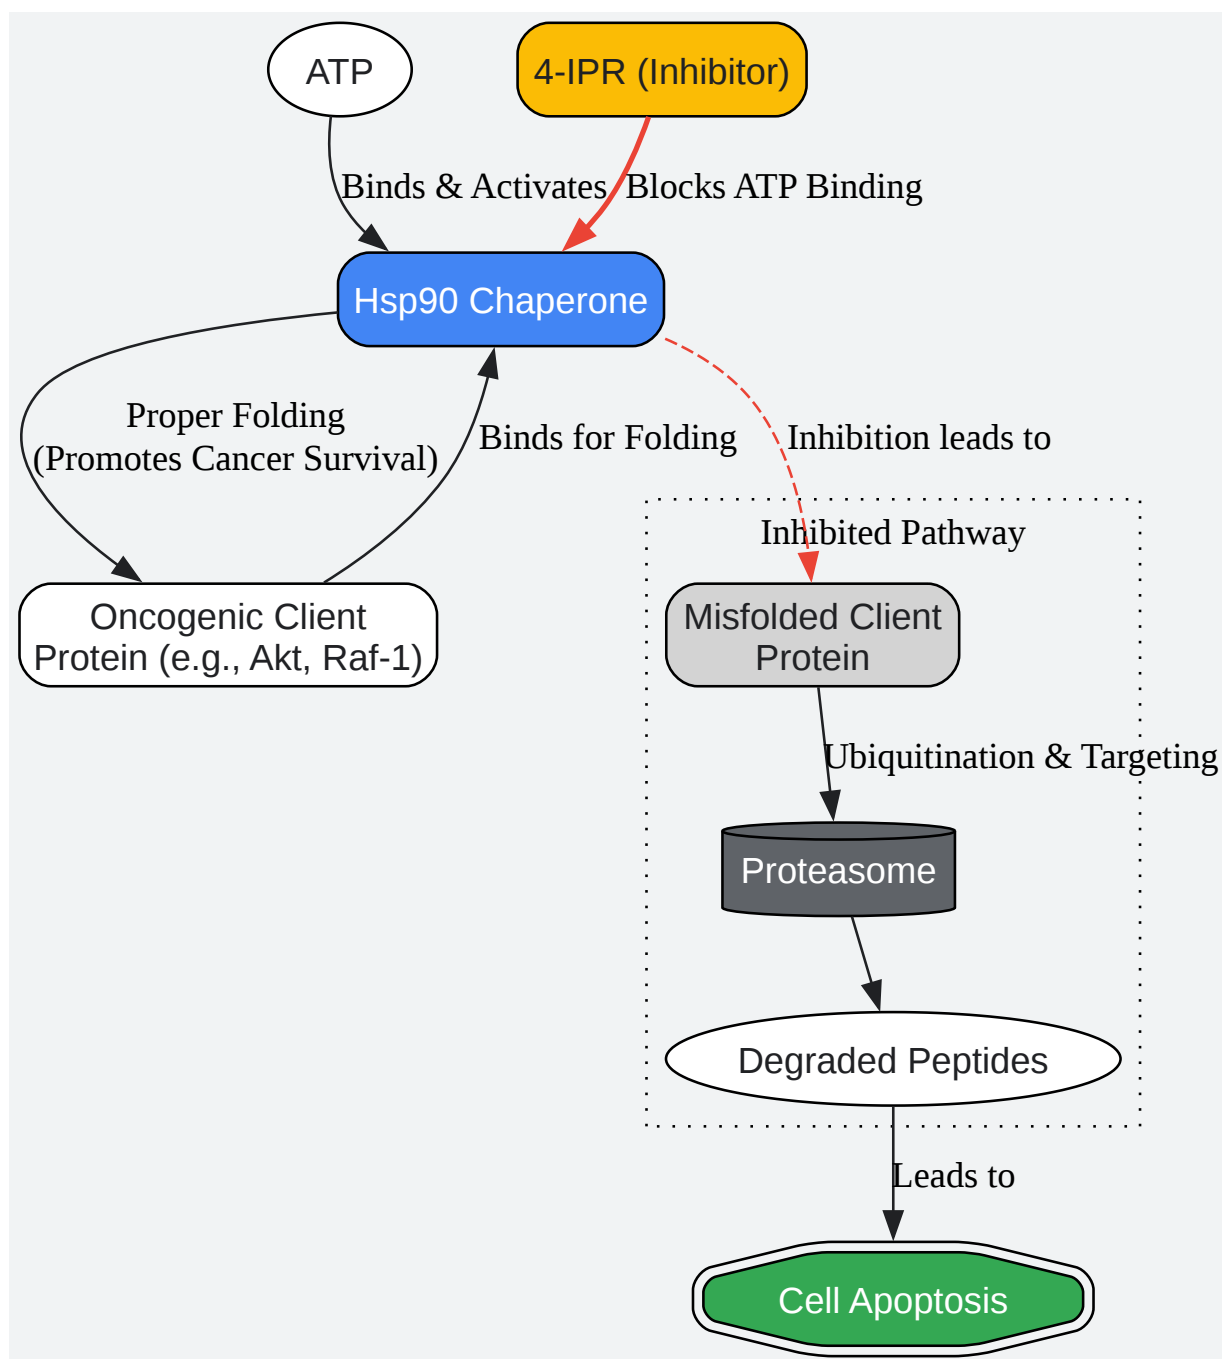 ATP
4-IPR (Inhibitor)
Binds & Activates
Blocks ATP Binding
Hsp90 Chaperone
Proper Folding
(Promotes Cancer Survival)
Binds for Folding
Inhibition leads to
Inhibited Pathway
Oncogenic Client
Protein (e.g., Akt, Raf-1)
Misfolded Client
Protein
Ubiquitination & Targeting
Proteasome
Degraded Peptides
Leads to
Cell Apoptosis